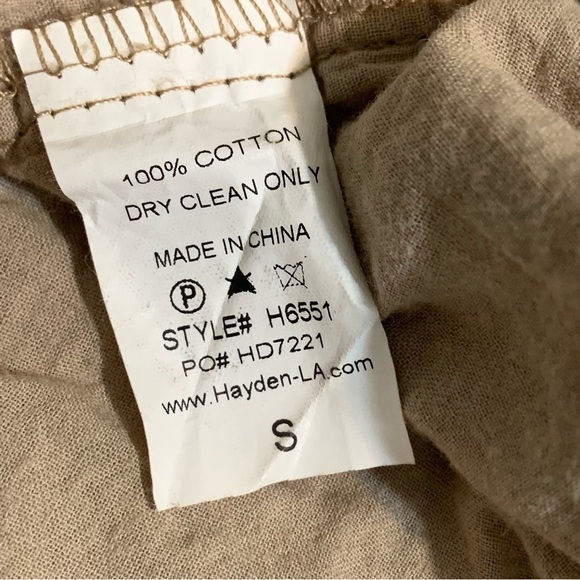 100% COTTON
DRY CLEAN ONLY
MADE IN CHINA
P
STYLE# H6551
PO# HD7221
www.Hayden-LA.com
S